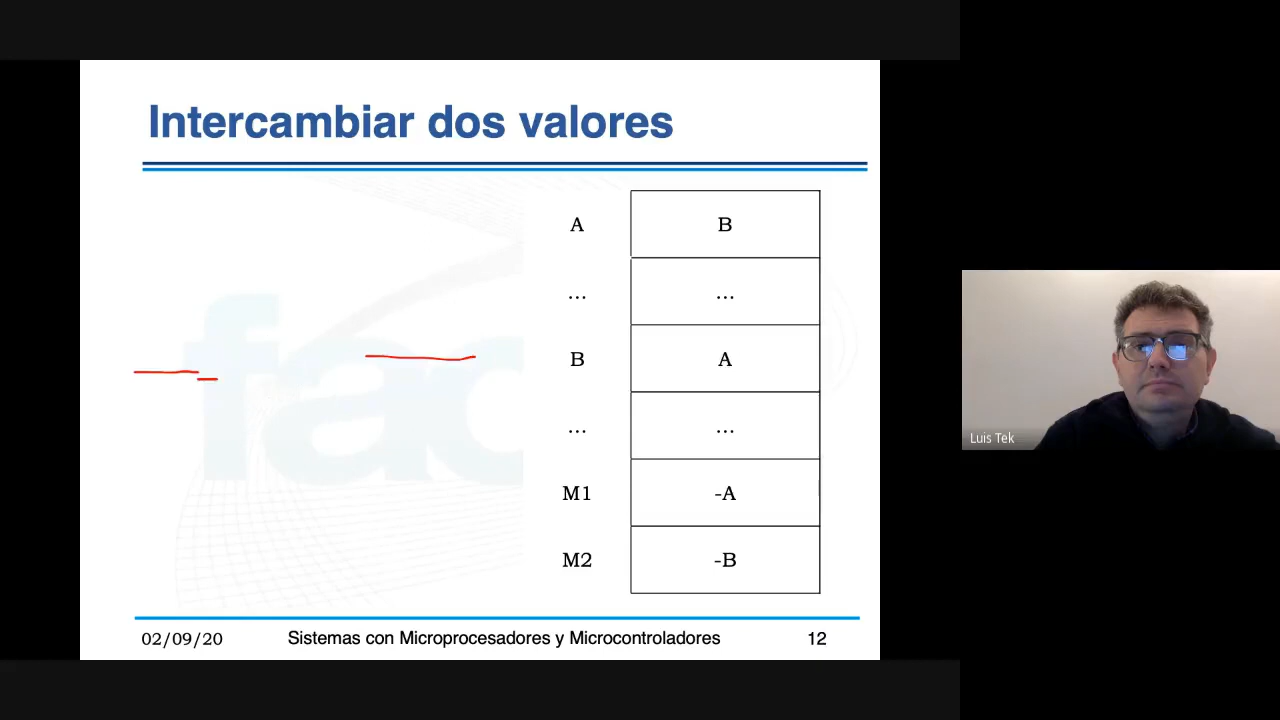 Intercambiar dos valores
A B
... ...
B A
... ...
M1 -A
M2 -B
02/09/20 Sistemas con Microprocesadores y Microcontroladores 12
Luis Tek